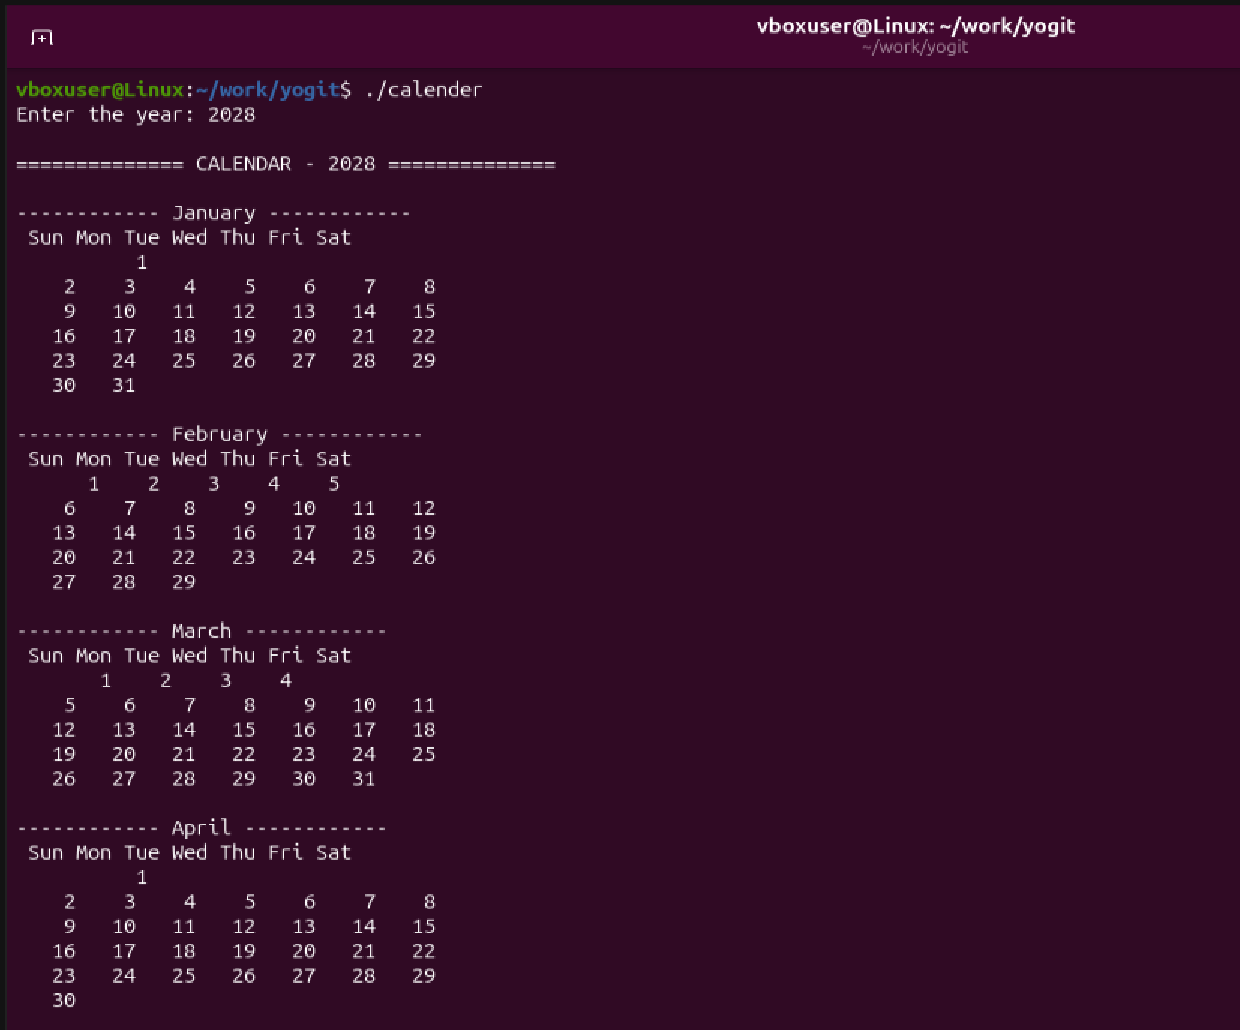 vboxuser@Linux: ~/work/yogit
~/work/yogit
vboxuser@Linux:~/work/yogit$ ./calender
Enter the year: 2028

============== CALENDAR - 2028 ==============

------------ January ------------
 Sun Mon Tue Wed Thu Fri Sat
          1
    2    3    4    5    6    7    8
    9   10   11   12   13   14   15
   16   17   18   19   20   21   22
   23   24   25   26   27   28   29
   30   31

------------ February ------------
 Sun Mon Tue Wed Thu Fri Sat
      1    2    3    4    5
    6    7    8    9   10   11   12
   13   14   15   16   17   18   19
   20   21   22   23   24   25   26
   27   28   29

------------ March ------------
 Sun Mon Tue Wed Thu Fri Sat
       1    2    3    4
    5    6    7    8    9   10   11
   12   13   14   15   16   17   18
   19   20   21   22   23   24   25
   26   27   28   29   30   31

------------ April ------------
 Sun Mon Tue Wed Thu Fri Sat
          1
    2    3    4    5    6    7    8
    9   10   11   12   13   14   15
   16   17   18   19   20   21   22
   23   24   25   26   27   28   29
   30